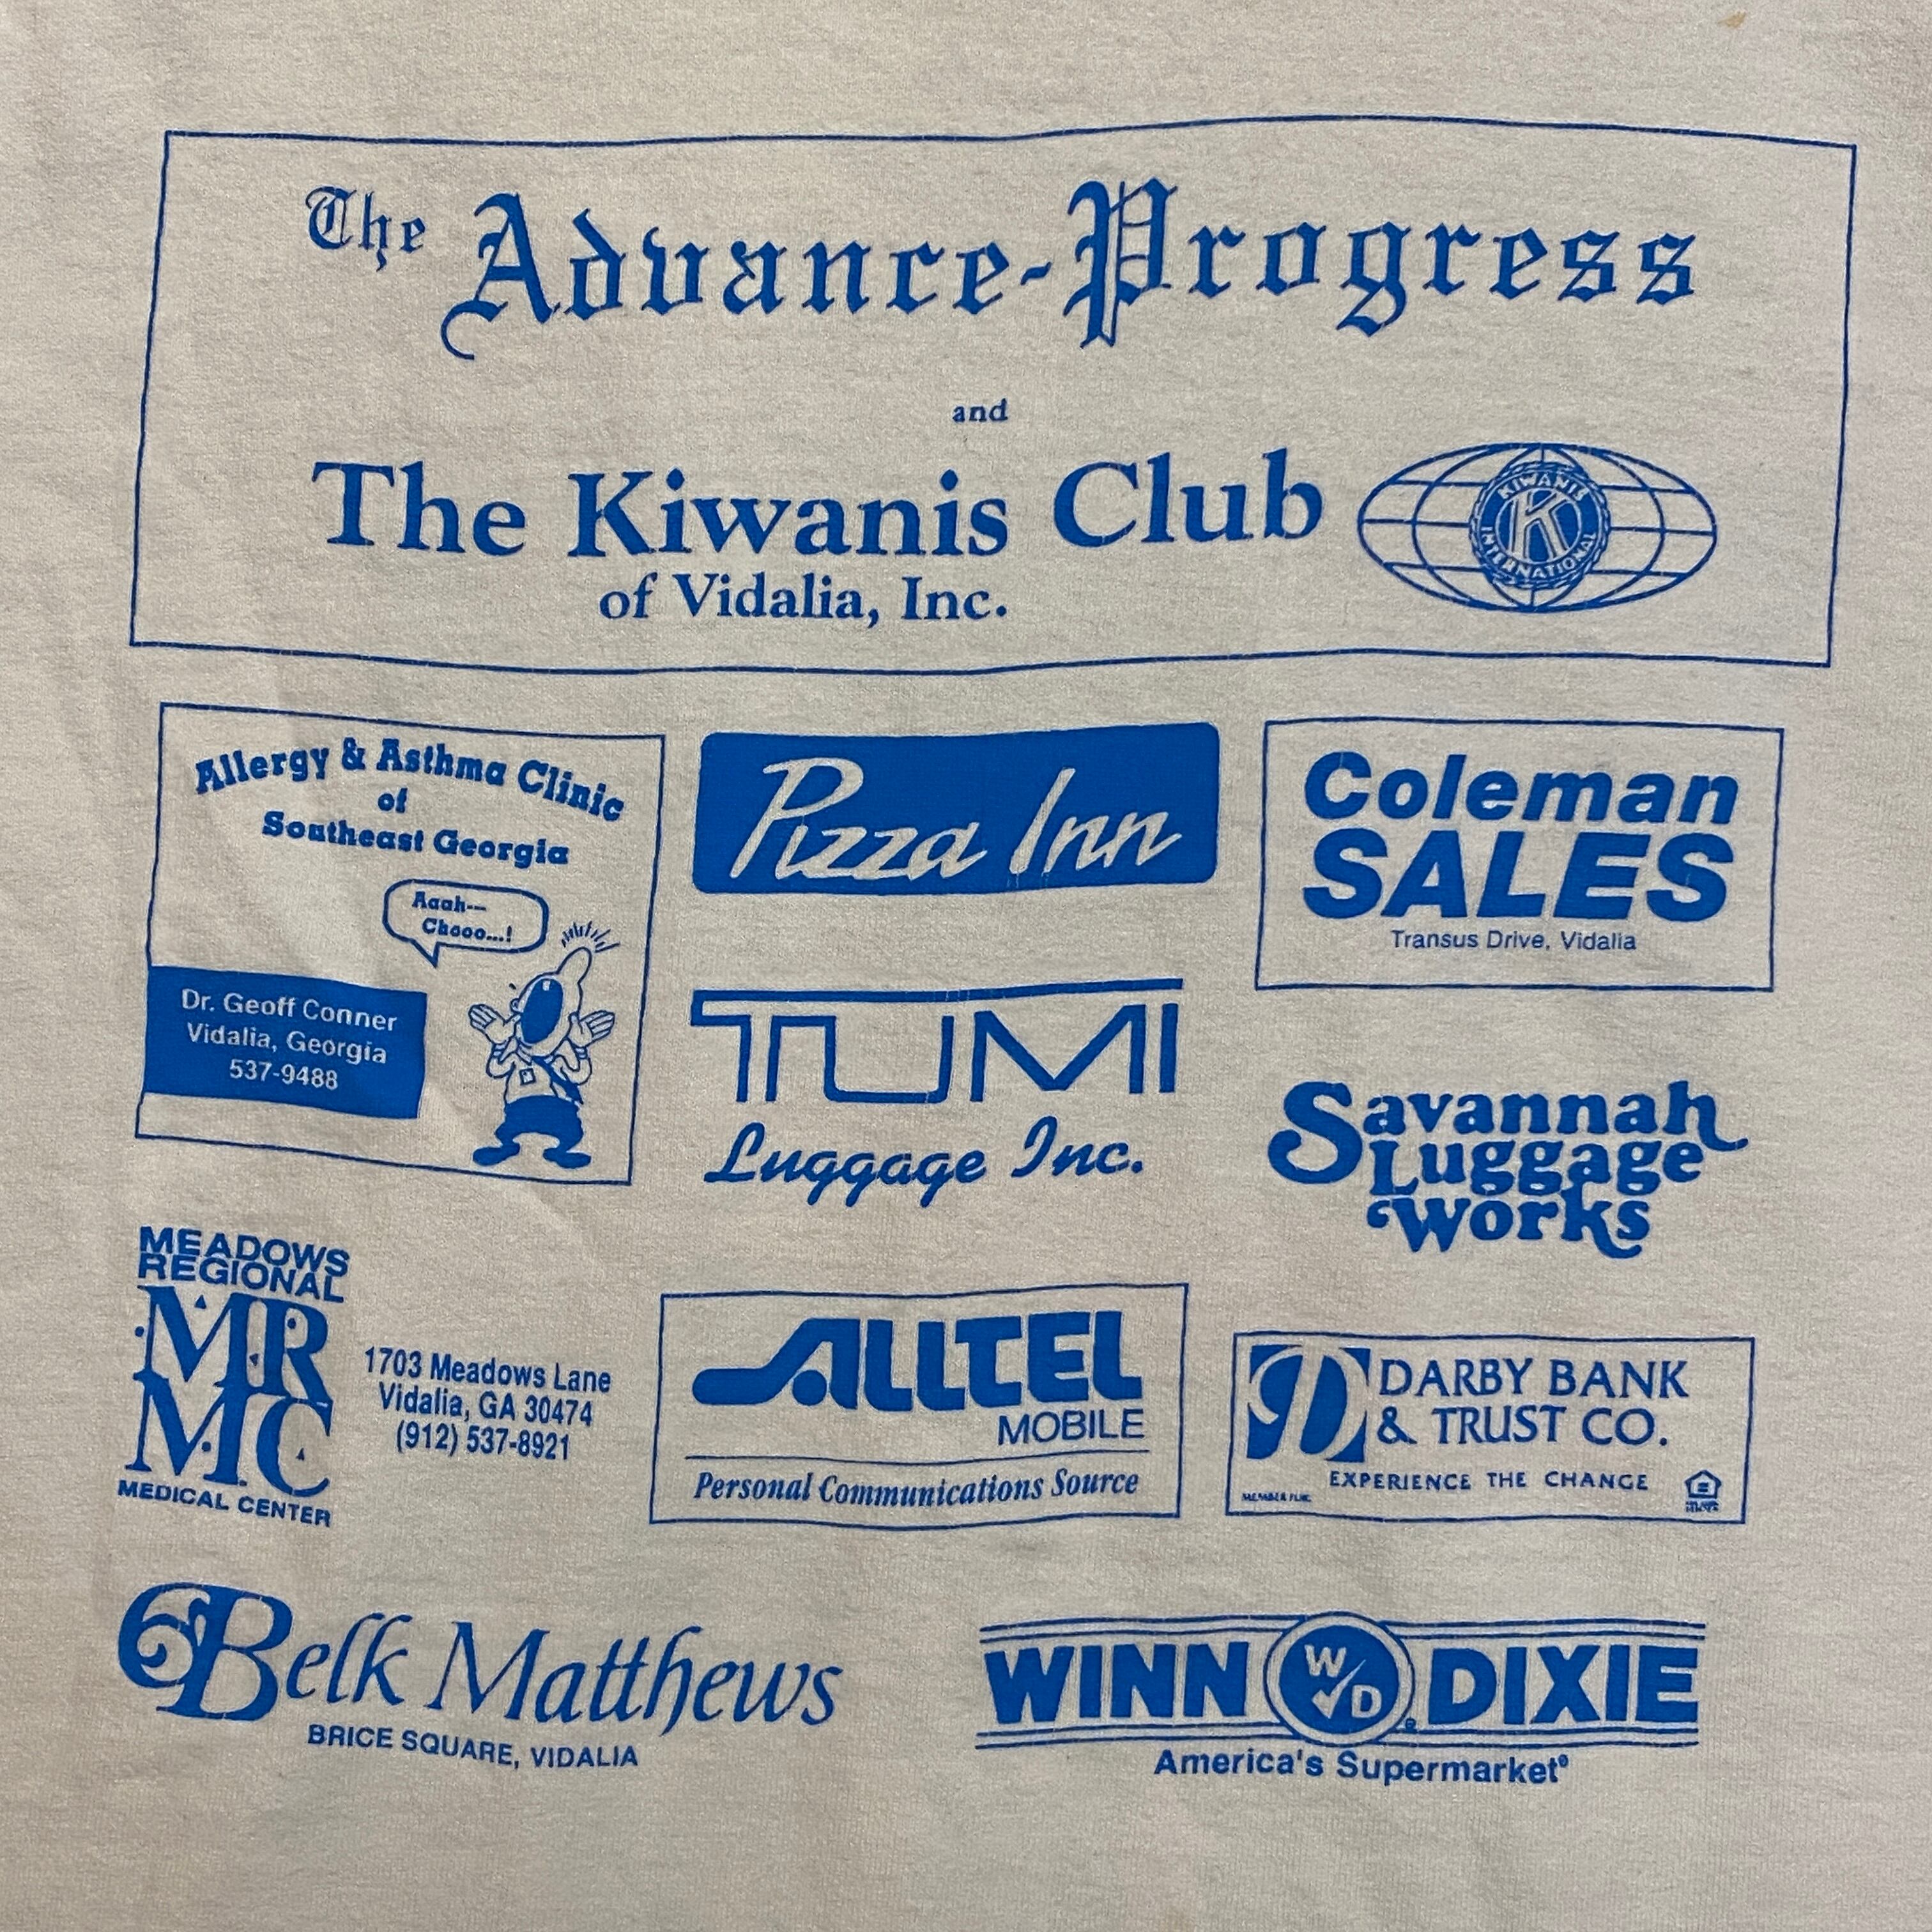 The Advance-Progress
and
The Kiwanis Club
of Vidalia, Inc.
KIWANIS
K
INTERNATIONAL
Allergy & Asthma Clinic
of
Southeast Georgia
Aaah---
Chooo...!
Dr. Geoff Conner
Vidalia, Georgia
537-9488
Pizza Inn
Coleman
SALES
Transus Drive, Vidalia
TUMI
Luggage Inc.
Savannah
Luggage
Works
MEADOWS
REGIONAL
MR
MC
MEDICAL CENTER
1703 Meadows Lane
Vidalia, GA 30474
(912) 537-8921
ALLTEL
MOBILE
Personal Communications Source
D
DARBY BANK
& TRUST CO.
EXPERIENCE THE CHANGE
MEMBER
Belk Matthews
BRICE SQUARE, VIDALIA
WINN W D DIXIE
America's Supermarket®